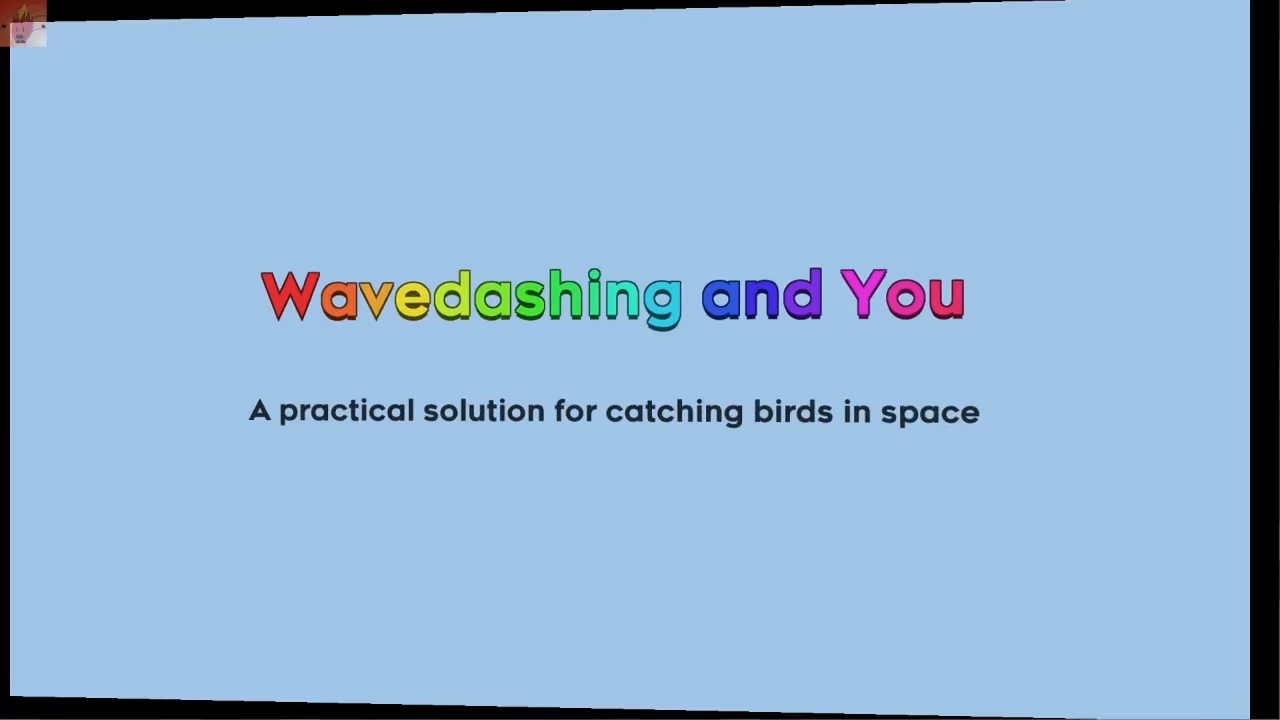 Wavedashing and You
A practical solution for catching birds in space